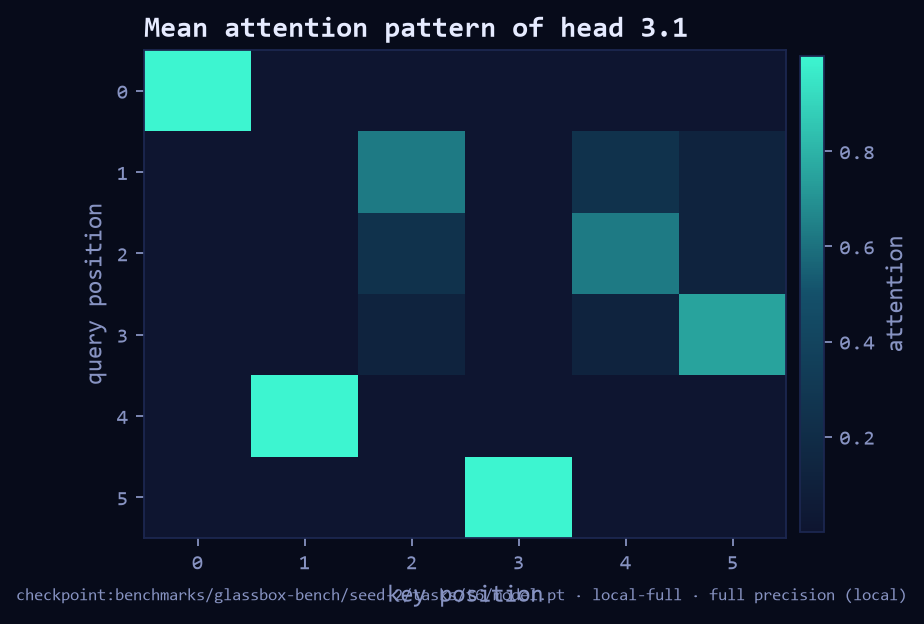 Mean attention pattern of head 3.1
0
1
2
3
4
5
query position
0 1 2 3 4 5
key position
0.8
0.6
0.4
0.2
attention
checkpoint:benchmarks/glassbox-bench/seed- .pt · local-full · full precision (local)